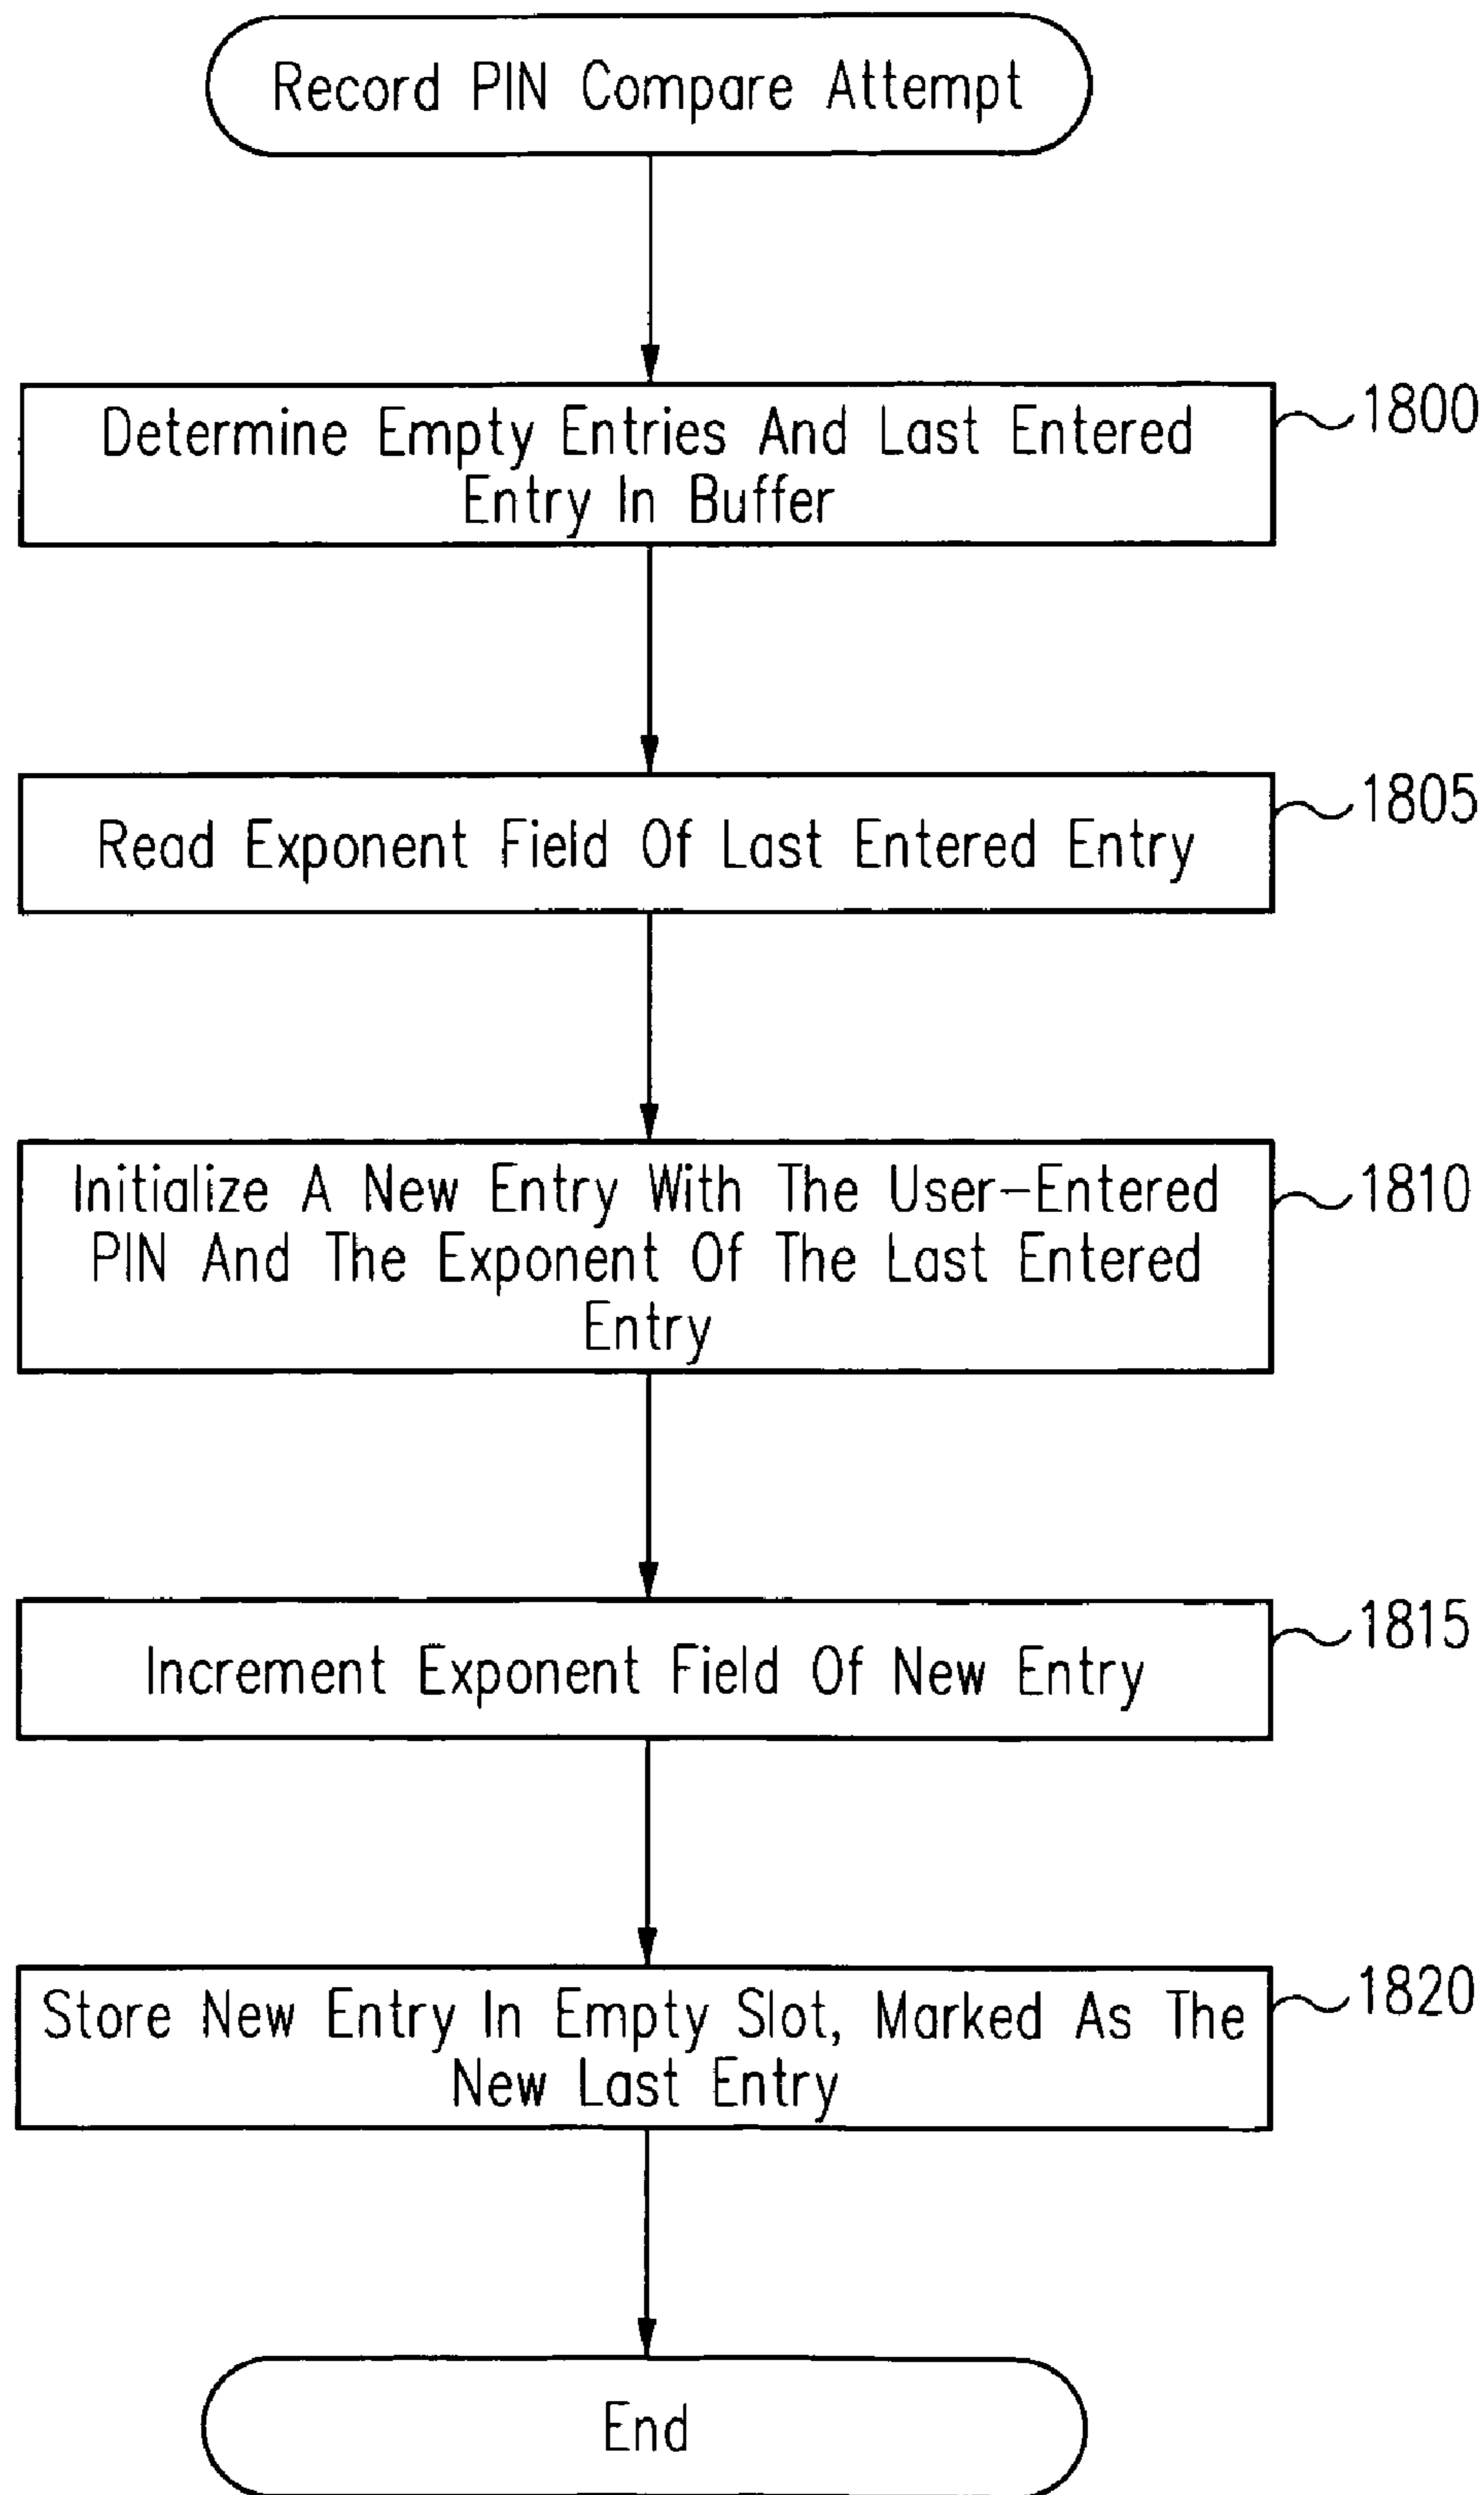 Record PIN Compare Attempt
Determine Empty Entries And Last Entered
Entry In Buffer
1800
Read Exponent Field Of Last Entered Entry
1805
Initialize A New Entry With The User-Entered
PIN And The Exponent Of The Last Entered
Entry
1810
Increment Exponent Field Of New Entry
1815
Store New Entry In Empty Slot, Marked As The
New Last Entry
1820
End